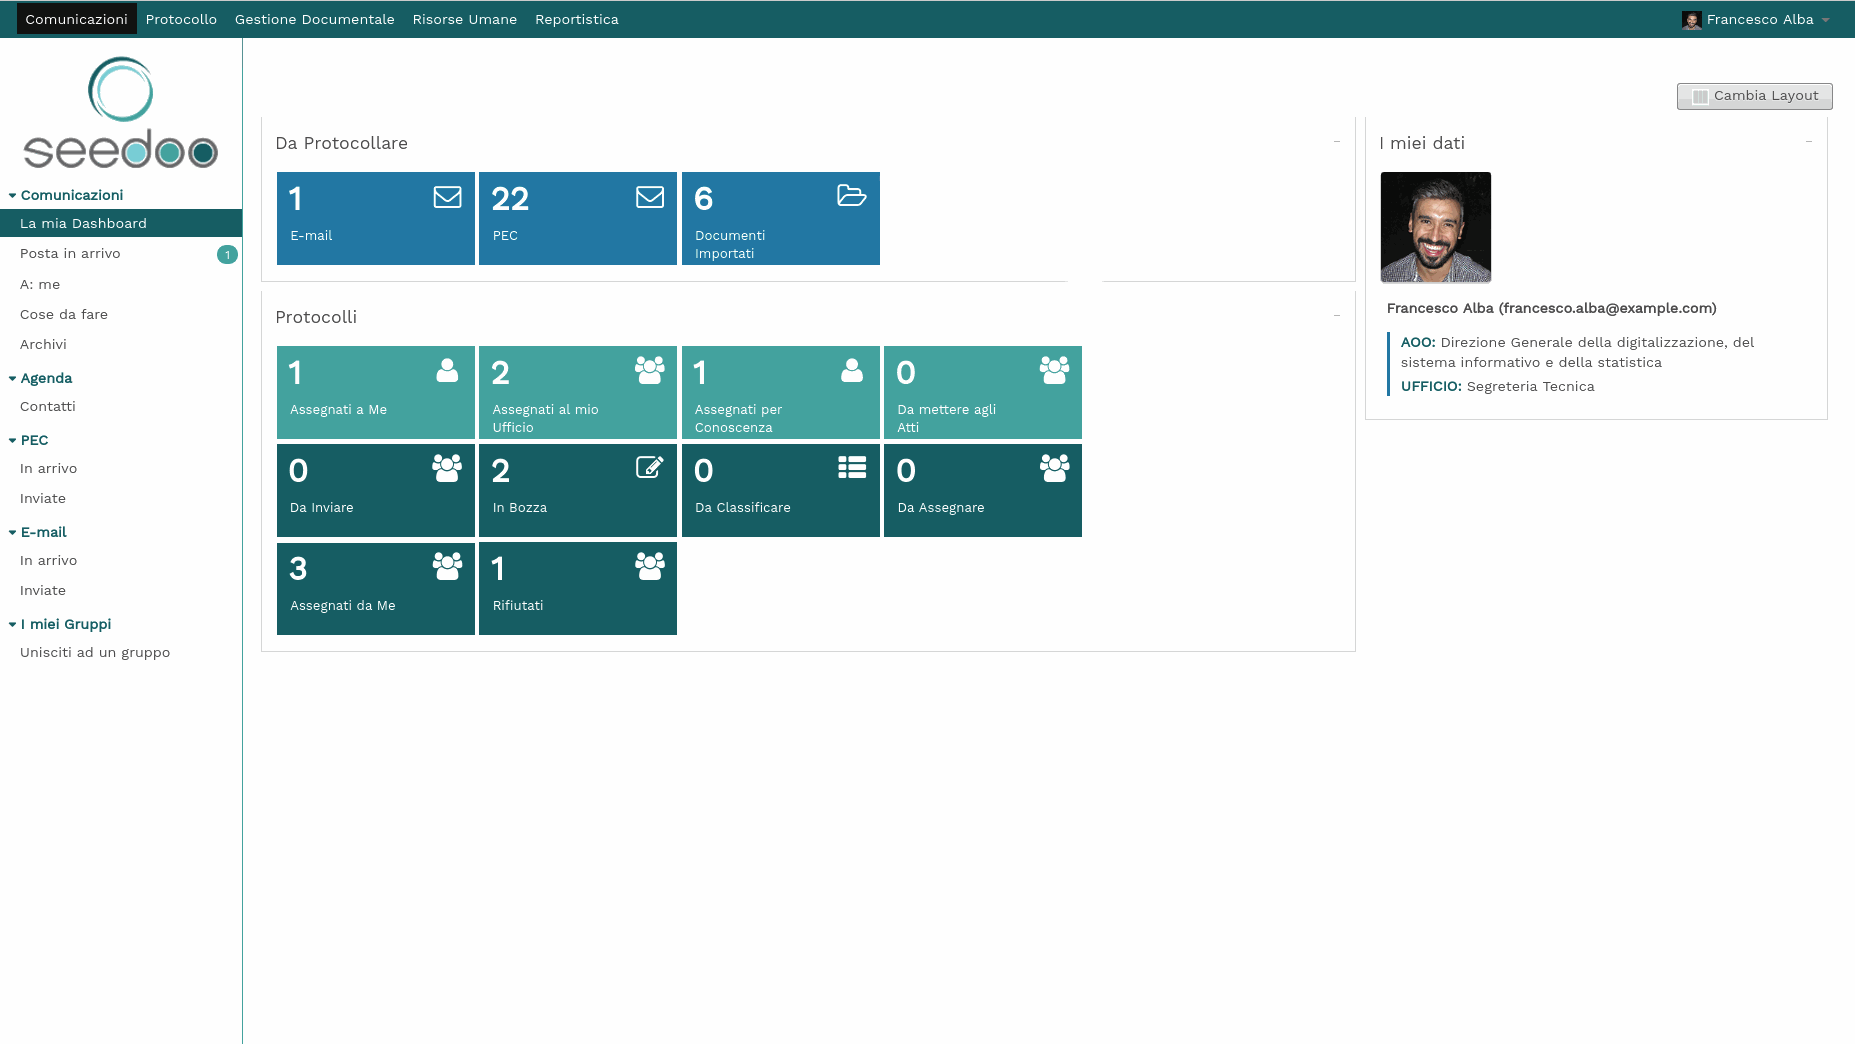 Comunicazioni Protocollo Gestione Documentale Risorse Umane Reportistica Francesco Alba
seedoo
Comunicazioni
La mia Dashboard
Posta in arrivo 1
A: me
Cose da fare
Archivi
Agenda
Contatti
PEC
In arrivo
Inviate
E-mail
In arrivo
Inviate
I miei Gruppi
Unisciti ad un gruppo
Cambia Layout
Da Protocollare
1
E-mail
22
PEC
6
Documenti
Importati
Protocolli
1
Assegnati a Me
2
Assegnati al mio
Ufficio
1
Assegnati per
Conoscenza
0
Da mettere agli
Atti
0
Da Inviare
2
In Bozza
0
Da Classificare
0
Da Assegnare
3
Assegnati da Me
1
Rifiutati
I miei dati
Francesco Alba (francesco.alba@example.com)
AOO: Direzione Generale della digitalizzazione, del
sistema informativo e della statistica
UFFICIO: Segreteria Tecnica